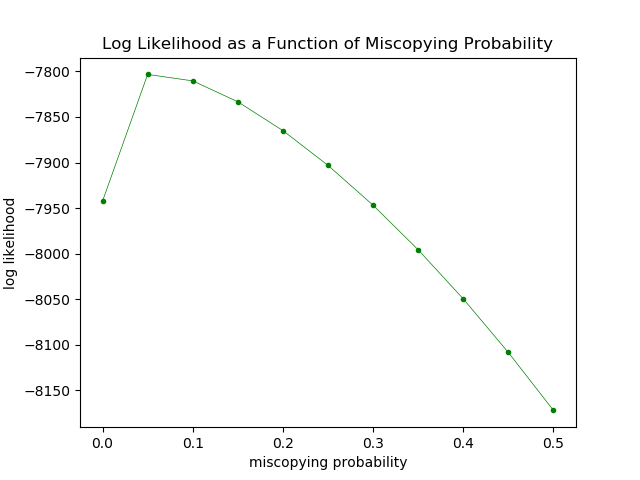 Log Likelihood as a Function of Miscopying Probability
−7800
−7850
−7900
−7950
−8000
−8050
−8100
−8150
log likelihood
0.0 0.1 0.2 0.3 0.4 0.5
miscopying probability